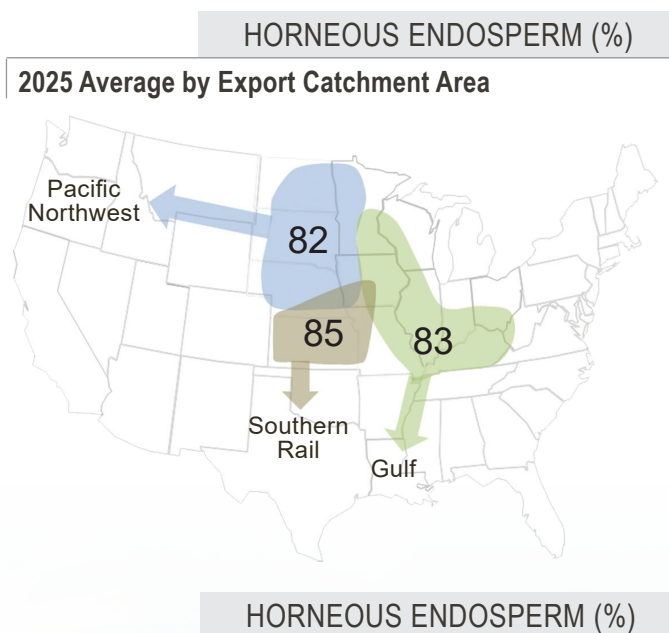 HORNEOUS ENDOSPERM (%)
2025 Average by Export Catchment Area
Pacific
Northwest
82
85
83
Southern
Rail
Gulf
HORNEOUS ENDOSPERM (%)